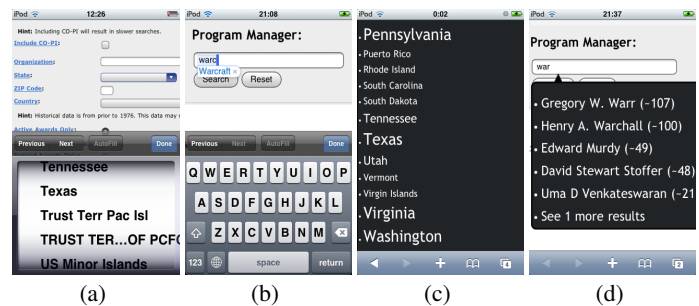 iPod 12:26
Hint: Including CO-PI will result in slower searches.
Include CO-PI:
Organization:
State:
ZIP Code:
Country:
Hint: Historical data is from prior to 1976. This data may
Active Awards Only:
Previous Next AutoFill Done
Tennessee
Texas
Trust Terr Pac Isl
TRUST TER...OF PCF
US Minor Islands
(a)
iPod 21:08
Program Manager:
warc
Warcraft ×
Search Reset
Previous Next AutoFill Done
Q W E R T Y U I O P
A S D F G H J K L
Z X C V B N M
123 space return
(b)
iPod 0:02
Pennsylvania
Puerto Rico
Rhode Island
South Carolina
South Dakota
Tennessee
Texas
Utah
Vermont
Virgin Islands
Virginia
Washington
4
(c)
iPod 21:37
Program Manager:
war
Gregory W. Warr (~107)
Henry A. Warchall (~100)
Edward Murdy (~49)
David Stewart Stoffer (~48)
Uma D Venkateswaran (~21
See 1 more results
2
(d)